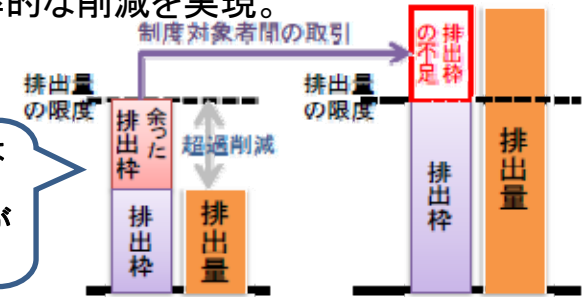 的な削減を実現。
制度対象者間の取引
排出量
の限度
余った
排出枠
超過削減
排出枠
排出量
排出枠
の不足
排出量
の限度
排出枠
排出量
は
が